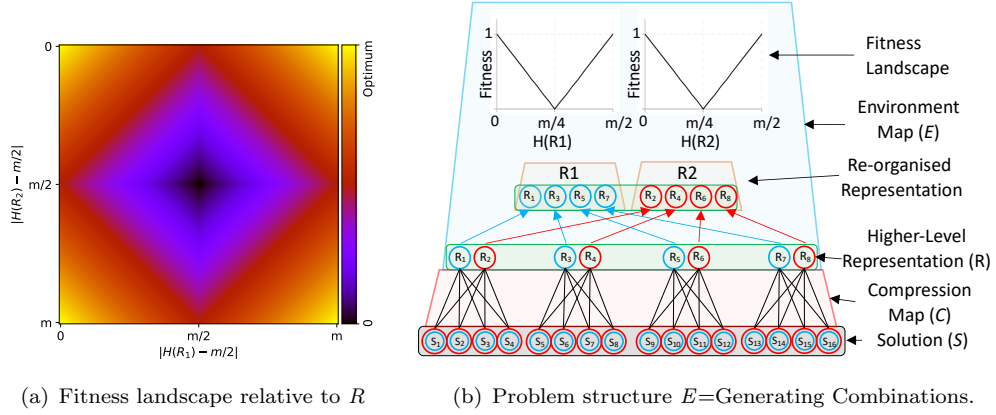 0
m/2
m
|H(R₂) − m/2|
0
m/2
m
|H(R₁) − m/2|
Optimum
0
(a) Fitness landscape relative to R
1
Fitness
0
m/4
m/2
H(R1)
1
Fitness
0
m/4
m/2
H(R2)
Fitness
Landscape
Environment
Map (E)
R1
R2
Re-organised
Representation
R₁ R₃ R₅ R₇ R₂ R₄ R₆ R₈
R₁ R₂ R₃ R₄ R₅ R₆ R₇ R₈
Higher-Level
Representation (R)
Compression
Map (C)
S₁ S₂ S₃ S₄ S₅ S₆ S₇ S₈ S₉ S₁₀ S₁₁ S₁₂ S₁₃ S₁₄ S₁₅ S₁₆
Solution (S)
(b) Problem structure E=Generating Combinations.